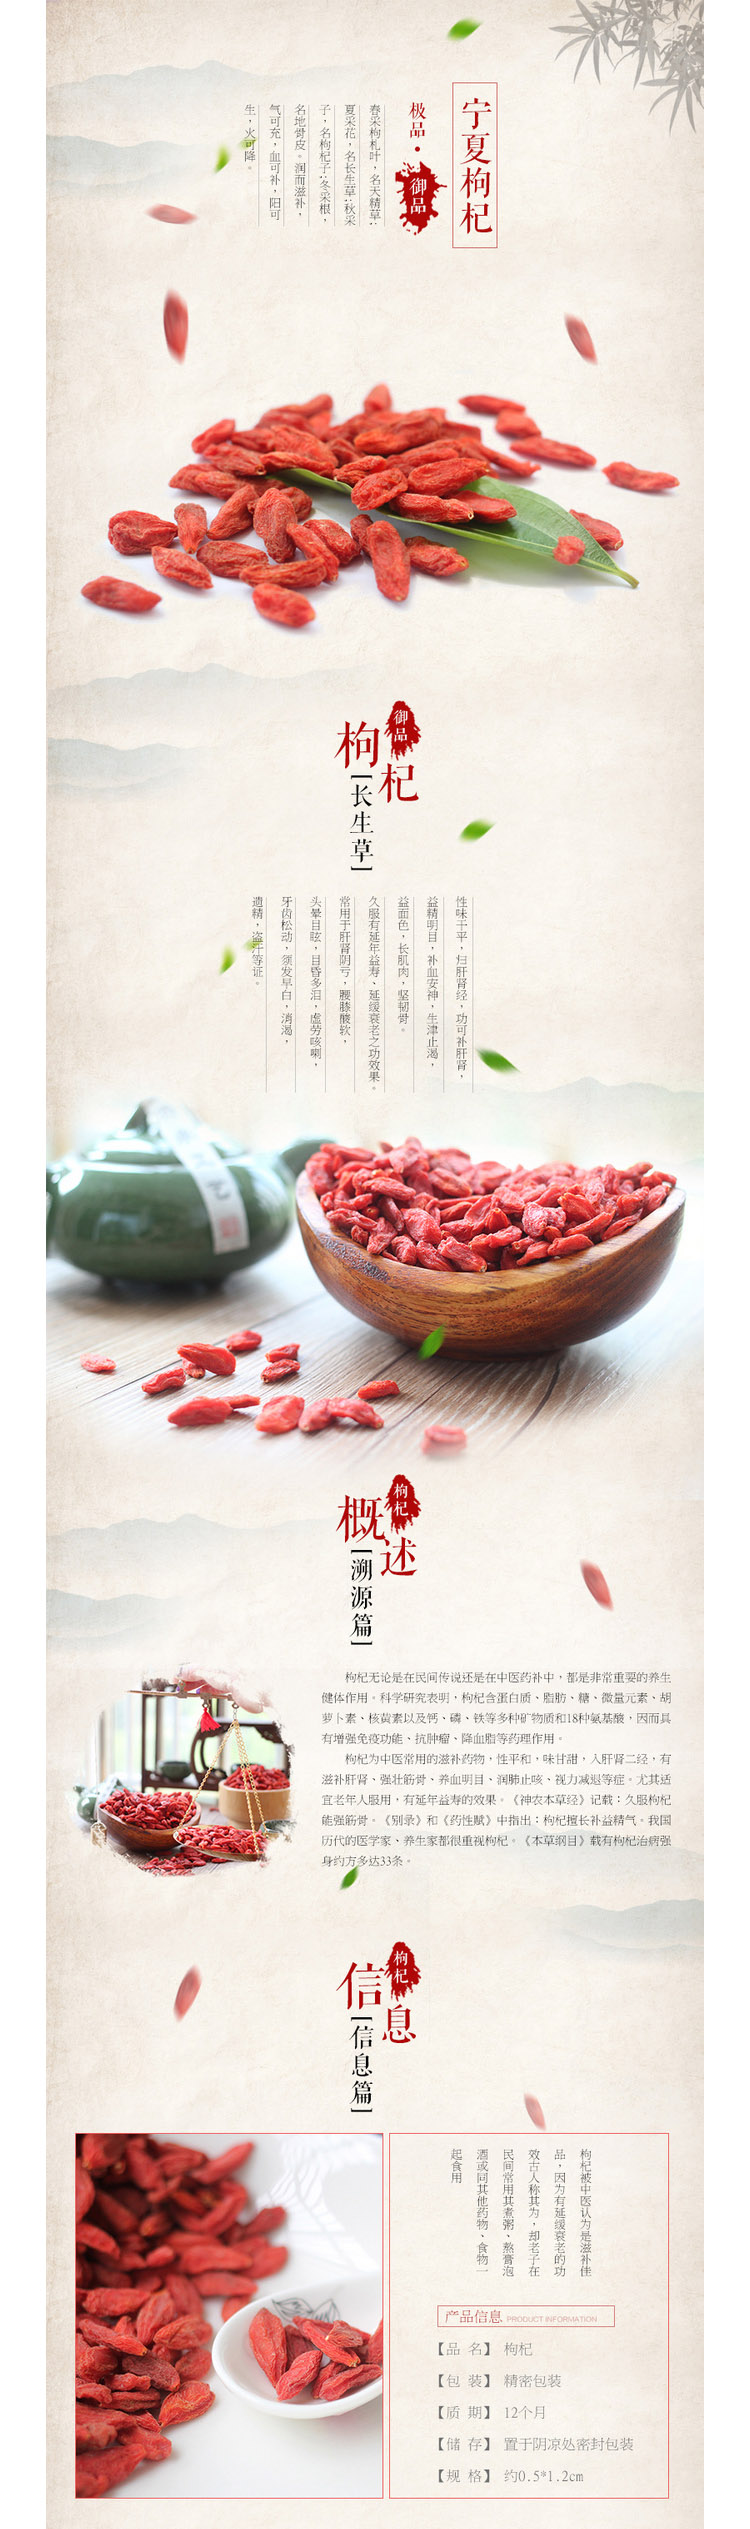 宁夏枸杞
极品·
御品
春采枸杞叶，名天精草；
夏采花，名长生草；秋采
子，名枸杞子；冬采根，
名地骨皮。润而滋补，
气可充，血可补，阳可
生，火可降。
御品
枸杞
[长生草]
性味干平，归肝肾经，功可补肝肾，
益精明目，补血安神，生津止渴，
益面色，长肌肉，坚韧骨。
久服有延年益寿、延缓衰老之功效果。
常用于肝肾阴亏，腰膝酸软，
头晕目眩，目昏多泪，虚劳咳喇，
牙齿松动，须发早白，消渴，
遗精，盗汗等证。
枸杞
概述
[溯源篇]
枸杞无论是在民间传说还是在中医药补中，都是非常重要的养生
健体作用。科学研究表明，枸杞含蛋白质、脂肪、糖、微量元素、胡
萝卜素、核黄素以及钙、磷、铁等多种矿物质和18种氨基酸，因而具
有增强免疫功能、抗肿瘤、降血脂等药理作用。
枸杞为中医常用的滋补药物，性平和，味甘甜，入肝肾二经，有
滋补肝肾、强壮筋骨、养血明目、润肺止咳、视力减退等症。尤其适
宜老年人服用，有延年益寿的效果。《神农本草经》记载：久服枸杞
能强筋骨。《别录》和《药性赋》中指出：枸杞擅长补益精气。我国
历代的医学家、养生家都很重视枸杞。《本草纲目》载有枸杞治病强
身约方多达33条。
枸杞
信息
[信息篇]
枸杞被中医认为是滋补佳
品，因为有延缓衰老的功
效古人称其为，却老子在
民间常用其煮粥、熬膏泡
酒或同其他药物、食物一
起食用
产品信息 PRODUCT INFORMATION
【品 名】 枸杞
【包 装】 精密包装
【质 期】 12个月
【储 存】 置于阴凉处密封包装
【规 格】 约0.5*1.2cm